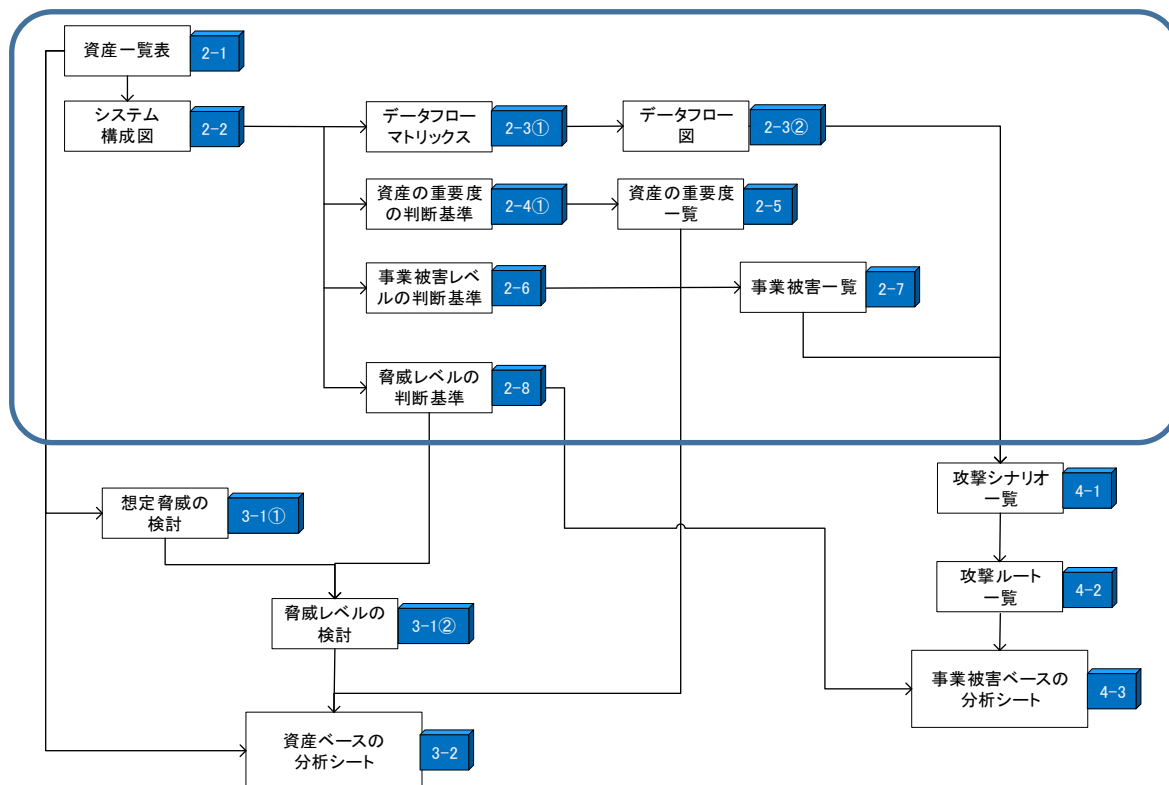 資産一覧表
2-1
システム
構成図
2-2
データフロー
マトリックス
2-3①
データフロー
図
2-3②
資産の重要度
の判断基準
2-4①
資産の重要度
一覧
2-5
事業被害レベ
ルの判断基準
2-6
事業被害一覧
2-7
脅威レベルの
判断基準
2-8
想定脅威の
検討
3-1①
攻撃シナリオ
一覧
4-1
攻撃ルート
一覧
4-2
脅威レベルの
検討
3-1②
事業被害ベースの
分析シート
4-3
資産ベースの
分析シート
3-2